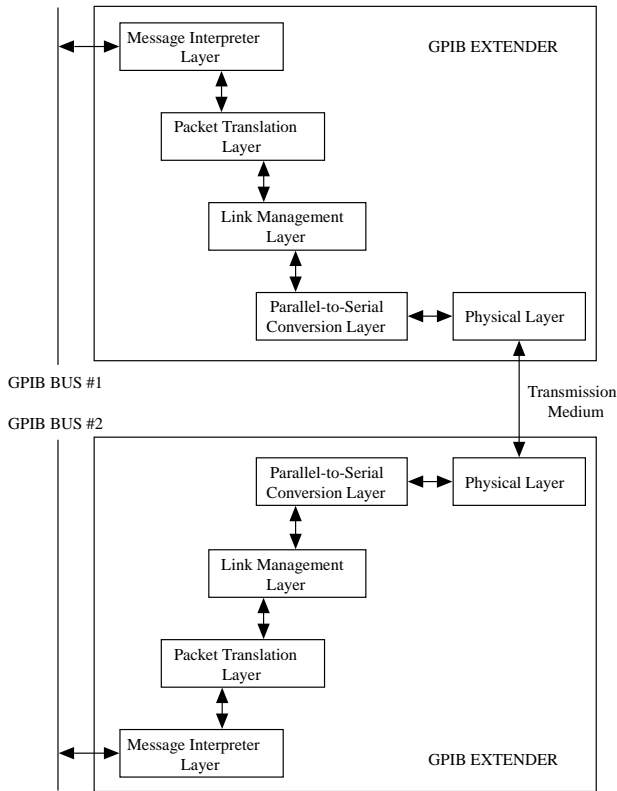 Message Interpreter
Layer
GPIB EXTENDER
Packet Translation
Layer
Link Management
Layer
Parallel-to-Serial
Conversion Layer
Physical Layer
GPIB BUS #1
Transmission
Medium
GPIB BUS #2
Parallel-to-Serial
Conversion Layer
Physical Layer
Link Management
Layer
Packet Translation
Layer
Message Interpreter
Layer
GPIB EXTENDER